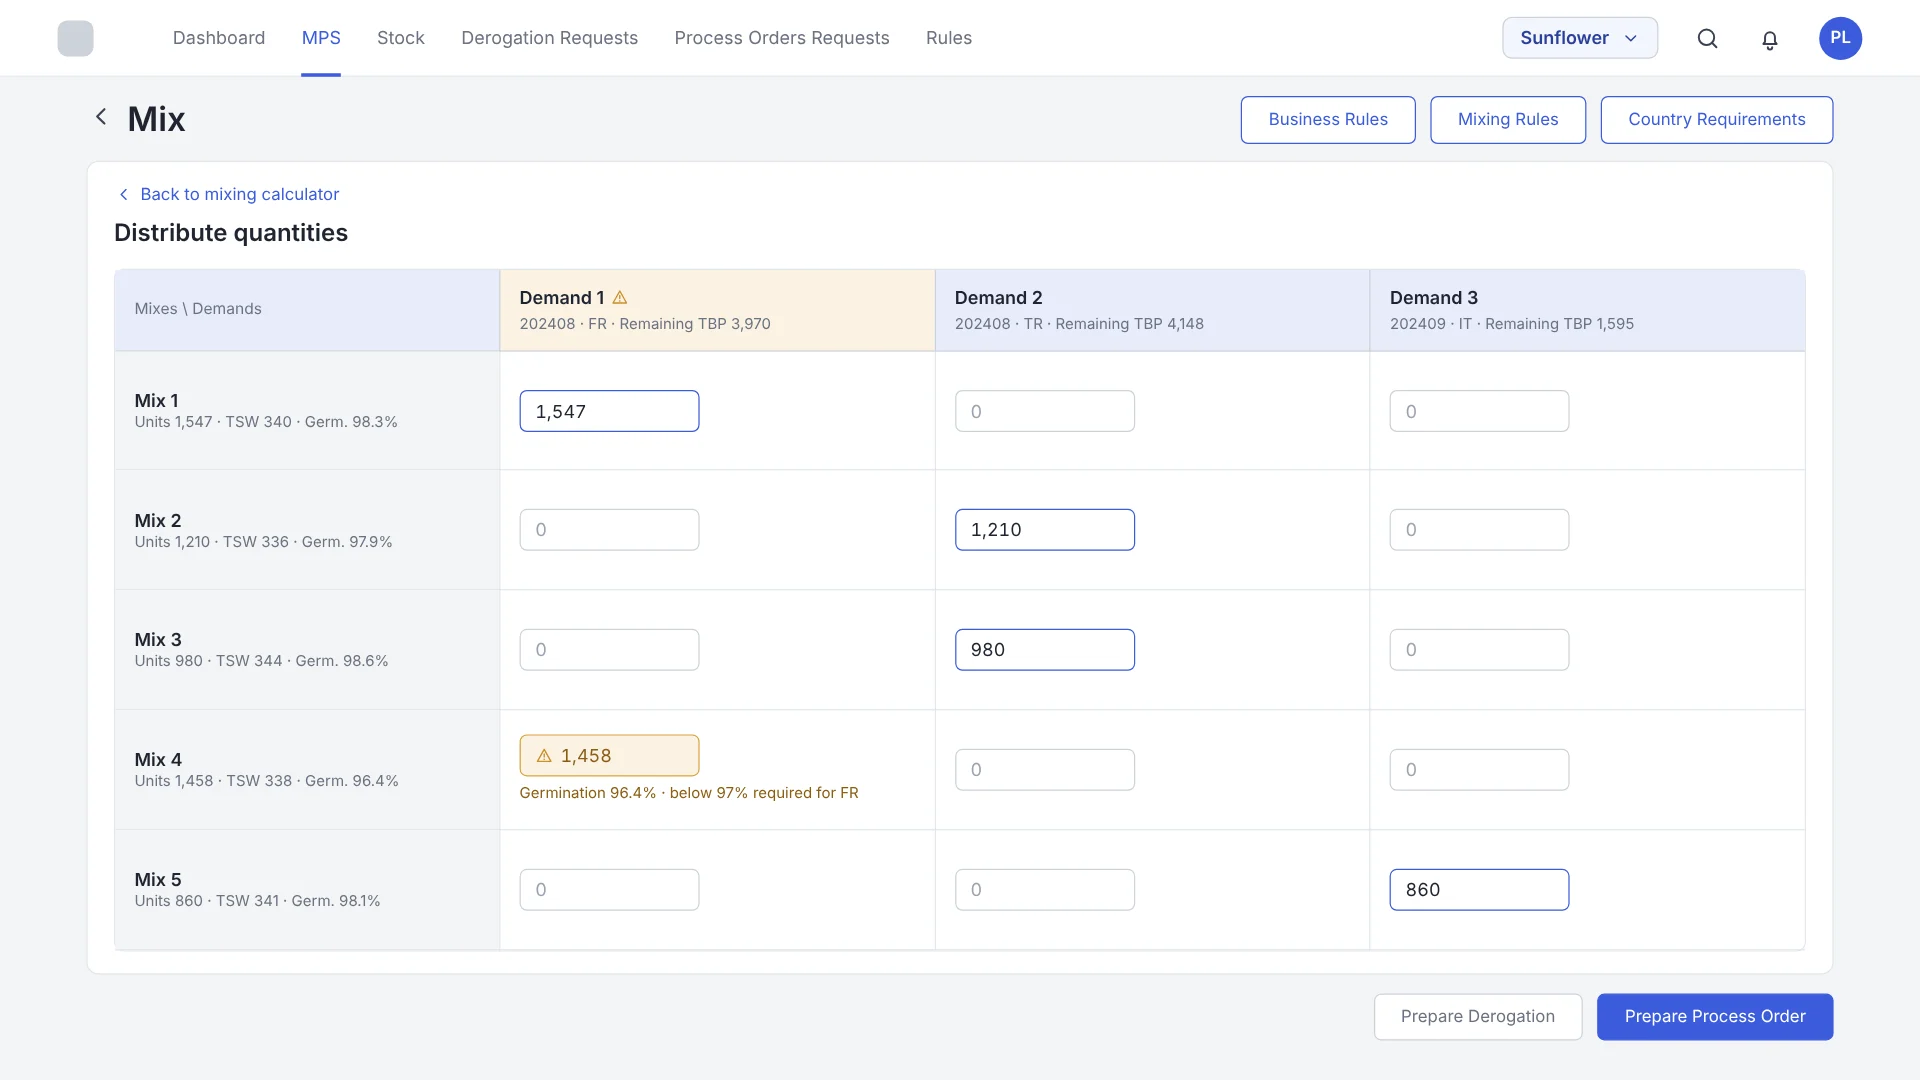 Dashboard
MPS
Stock
Derogation Requests
Process Orders Requests
Rules
Sunflower
PL
Mix
Business Rules
Mixing Rules
Country Requirements
Back to mixing calculator
Distribute quantities
Mixes \ Demands
Demand 1
202408 · FR · Remaining TBP 3,970
Demand 2
202408 · TR · Remaining TBP 4,148
Demand 3
202409 · IT · Remaining TBP 1,595
Mix 1
Units 1,547 · TSW 340 · Germ. 98.3%
1,547
0
0
Mix 2
Units 1,210 · TSW 336 · Germ. 97.9%
0
1,210
0
Mix 3
Units 980 · TSW 344 · Germ. 98.6%
0
980
0
Mix 4
Units 1,458 · TSW 338 · Germ. 96.4%
1,458
Germination 96.4% · below 97% required for FR
0
0
Mix 5
Units 860 · TSW 341 · Germ. 98.1%
0
0
860
Prepare Derogation
Prepare Process Order